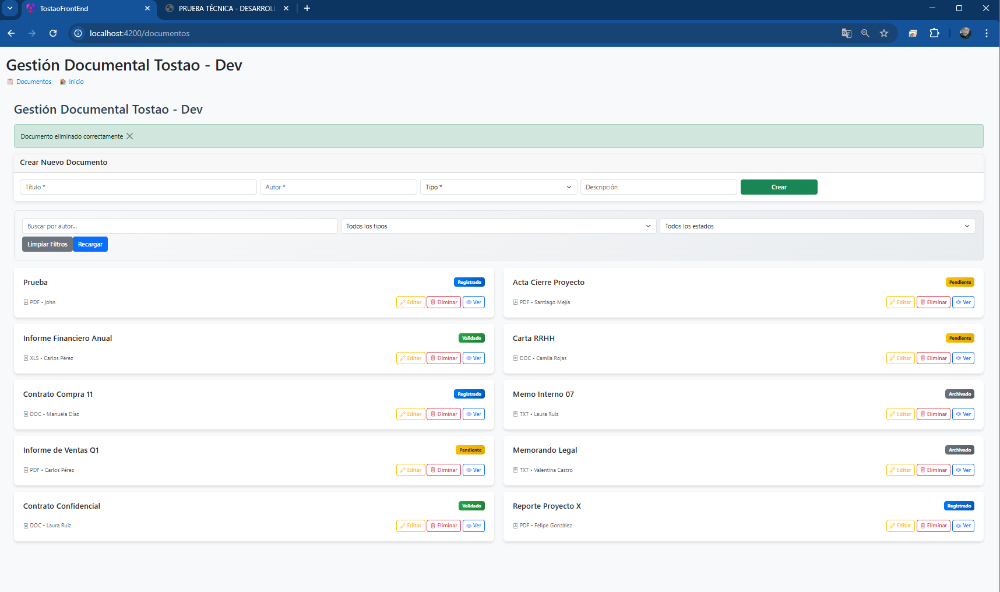 TostaoFrontEnd
PRUEBA TÉCNICA - DESARROLL
localhost:4200/documentos
Gestión Documental Tostao - Dev
Documentos Inicio
Gestión Documental Tostao - Dev
Documento eliminado correctamente
Crear Nuevo Documento
Título * Autor * Tipo * Descripción Crear
Buscar por autor... Todos los tipos Todos los estados
Limpiar Filtros Recargar
Prueba Registrado
PDF • john Editar Eliminar Ver
Acta Cierre Proyecto Pendiente
PDF • Santiago Mejía Editar Eliminar Ver
Informe Financiero Anual Validado
XLS • Carlos Pérez Editar Eliminar Ver
Carta RRHH Pendiente
DOC • Camila Rojas Editar Eliminar Ver
Contrato Compra 11 Registrado
DOC • Manuela Díaz Editar Eliminar Ver
Memo Interno 07 Archivado
TXT • Laura Ruiz Editar Eliminar Ver
Informe de Ventas Q1 Pendiente
PDF • Carlos Pérez Editar Eliminar Ver
Memorando Legal Archivado
TXT • Valentina Castro Editar Eliminar Ver
Contrato Confidencial Validado
DOC • Laura Ruiz Editar Eliminar Ver
Reporte Proyecto X Registrado
PDF • Felipe González Editar Eliminar Ver